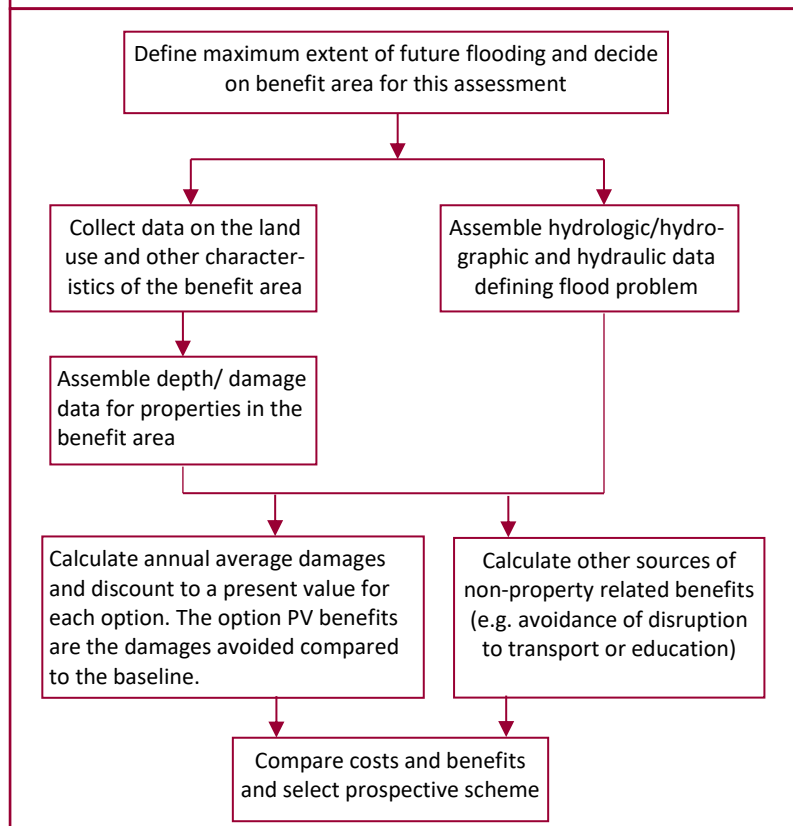 Define maximum extent of future flooding and decide
on benefit area for this assessment
Collect data on the land
use and other character-
istics of the benefit area
Assemble hydrologic/hydro-
graphic and hydraulic data
defining flood problem
Assemble depth/ damage
data for properties in the
benefit area
Calculate annual average damages
and discount to a present value for
each option. The option PV benefits
are the damages avoided compared
to the baseline.
Calculate other sources of
non-property related benefits
(e.g. avoidance of disruption
to transport or education)
Compare costs and benefits
and select prospective scheme